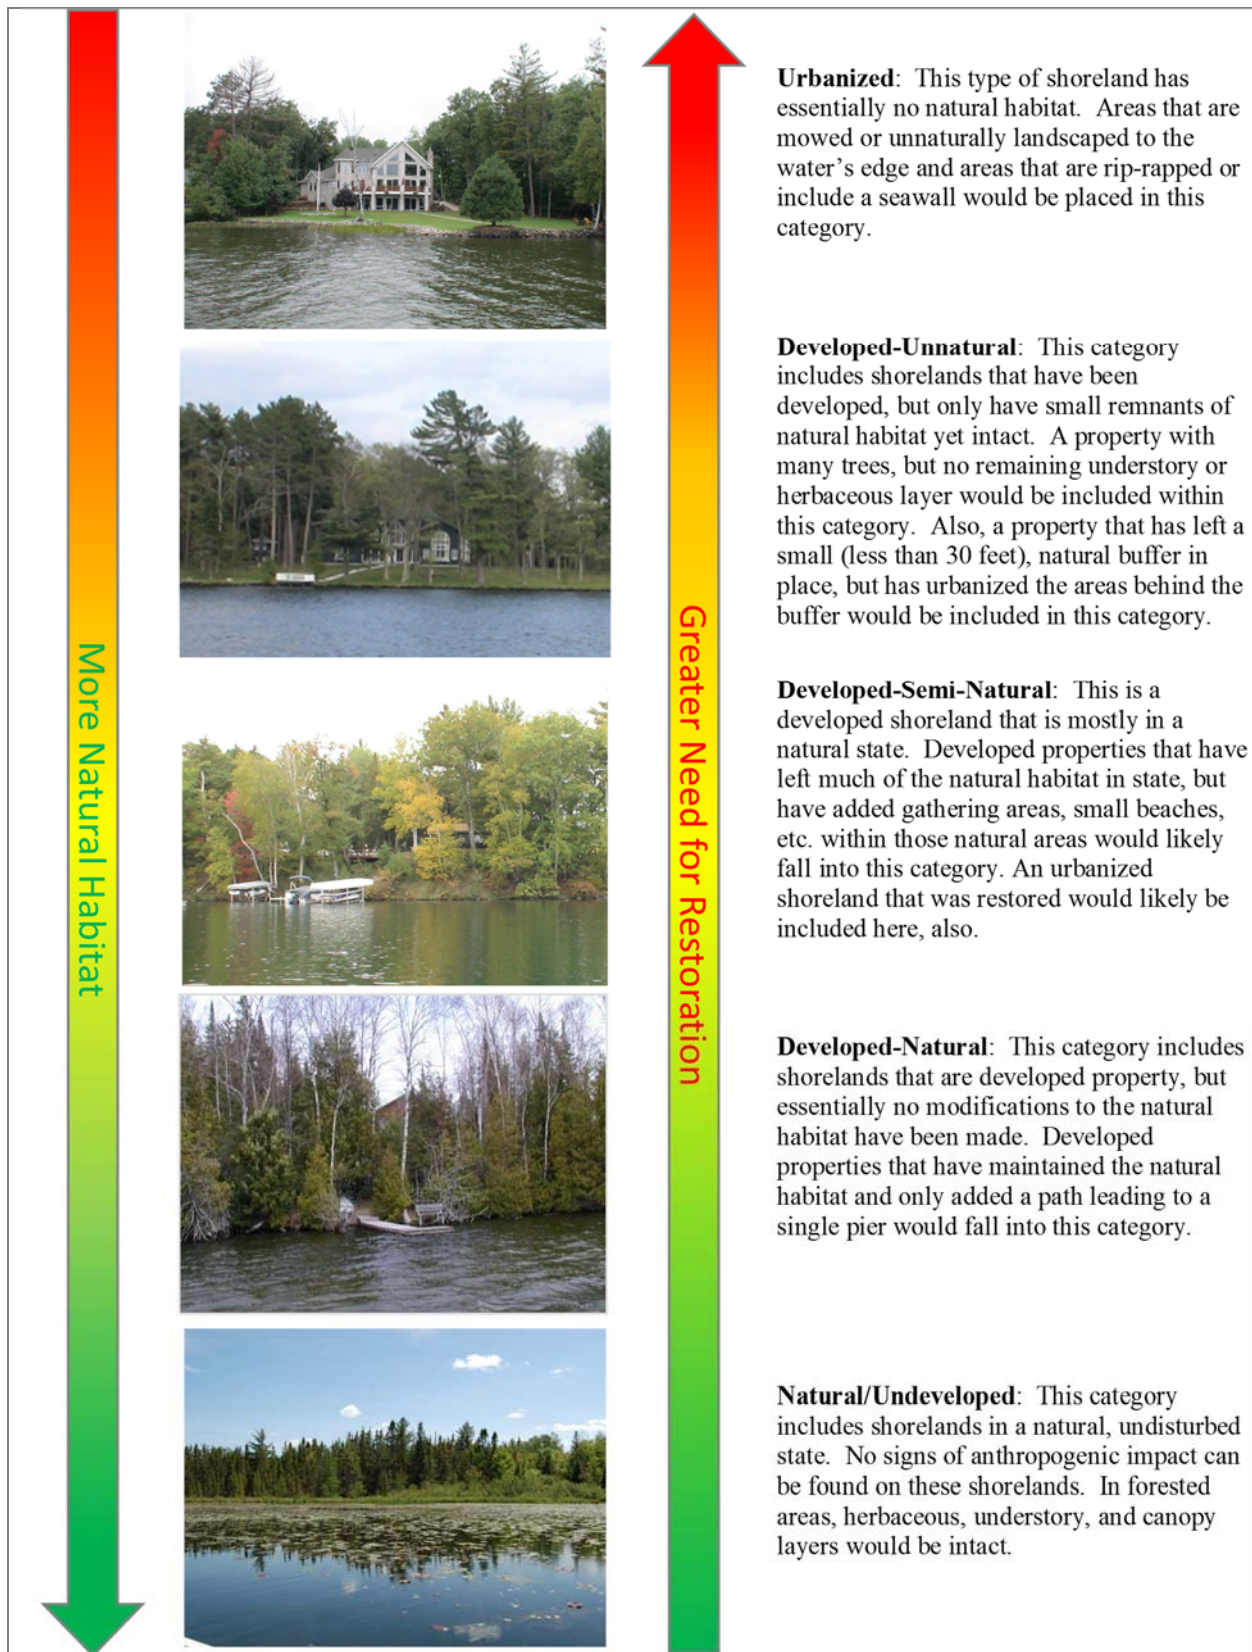 Urbanized: This type of shoreland has
essentially no natural habitat. Areas that are
mowed or unnaturally landscaped to the
water's edge and areas that are rip-rapped or
include a seawall would be placed in this
category.
Developed-Unnatural: This category
includes shorelands that have been
developed, but only have small remnants of
natural habitat yet intact. A property with
many trees, but no remaining understory or
herbaceous layer would be included within
this category. Also, a property that has left a
small (less than 30 feet), natural buffer in
place, but has urbanized the areas behind the
buffer would be included in this category.
More Natural Habitat
Greater Need for Restoration
Developed-Semi-Natural: This is a
developed shoreland that is mostly in a
natural state. Developed properties that have
left much of the natural habitat in state, but
have added gathering areas, small beaches,
etc. within those natural areas would likely
fall into this category. An urbanized
shoreland that was restored would likely be
included here, also.
Developed-Natural: This category includes
shorelands that are developed property, but
essentially no modifications to the natural
habitat have been made. Developed
properties that have maintained the natural
habitat and only added a path leading to a
single pier would fall into this category.
Natural/Undeveloped: This category
includes shorelands in a natural, undisturbed
state. No signs of anthropogenic impact can
be found on these shorelands. In forested
areas, herbaceous, understory, and canopy
layers would be intact.